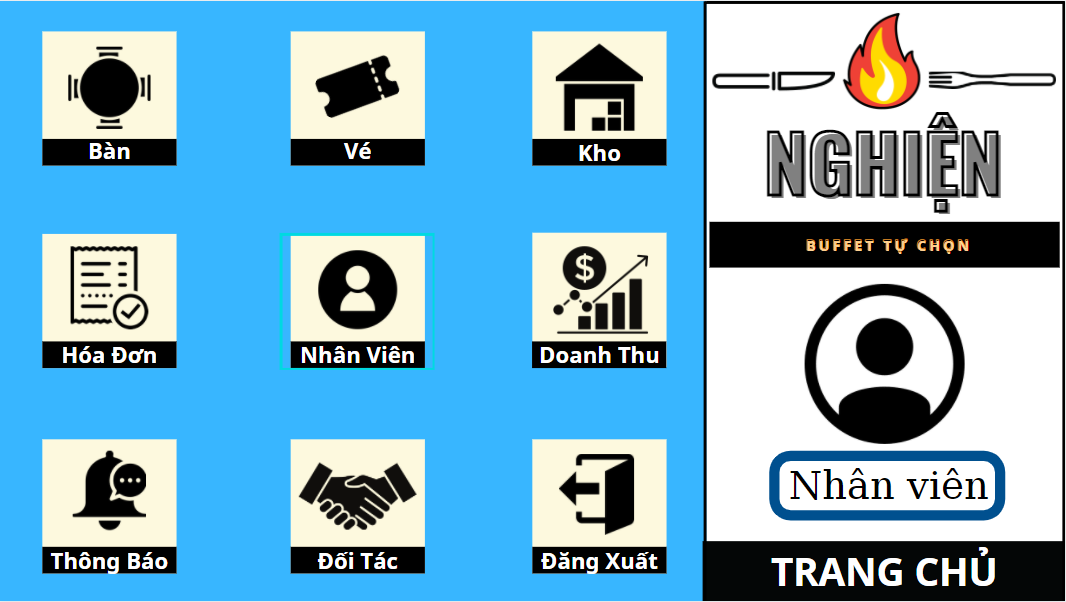 Bàn
Vé
Kho
Hóa Đơn
Nhân Viên
Doanh Thu
Thông Báo
Đối Tác
Đăng Xuất
NGHIỆN
BUFFET TỰ CHỌN
Nhân viên
TRANG CHỦ